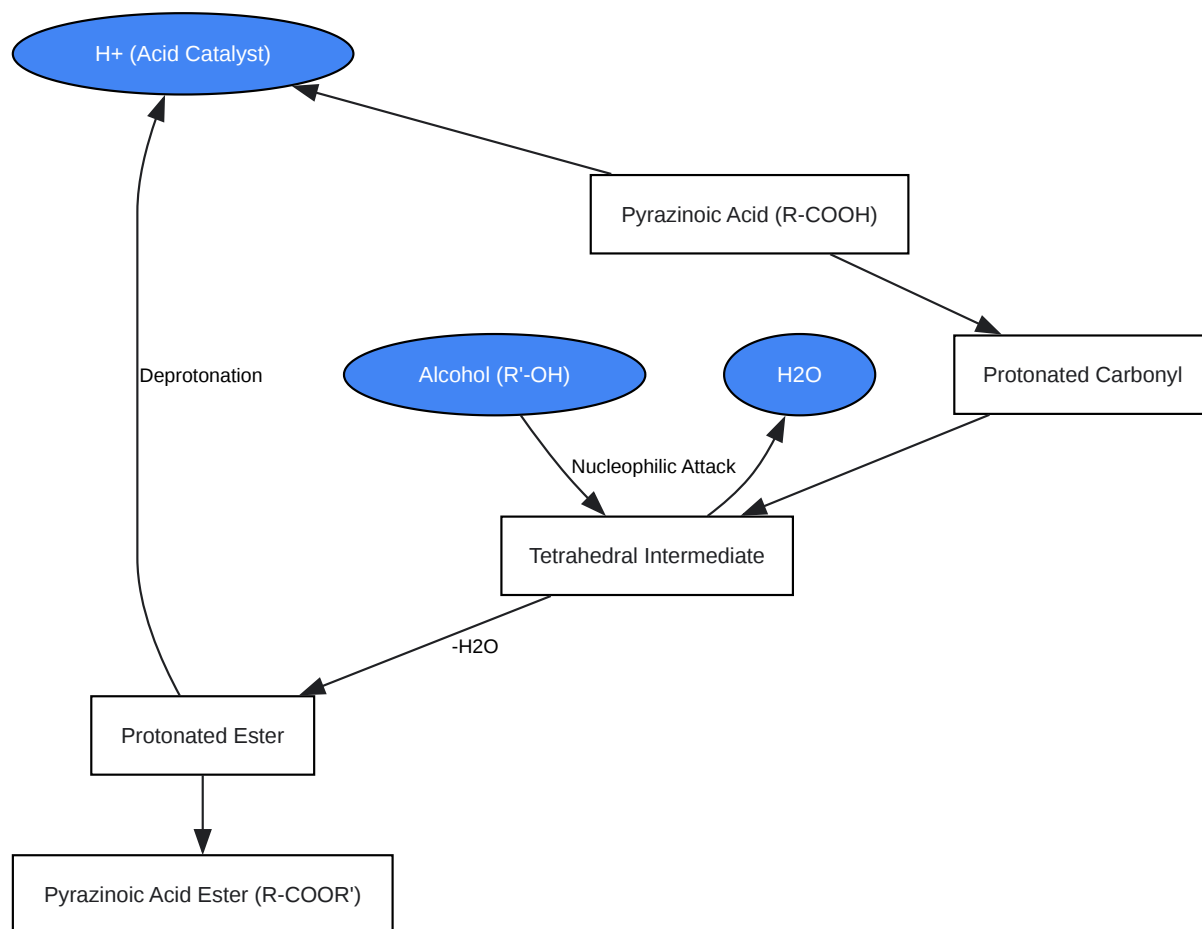 H+ (Acid Catalyst)
Pyrazinoic Acid (R-COOH)
Deprotonation
Alcohol (R'-OH)
H2O
Protonated Carbonyl
Nucleophilic Attack
Tetrahedral Intermediate
-H2O
Protonated Ester
Pyrazinoic Acid Ester (R-COOR')